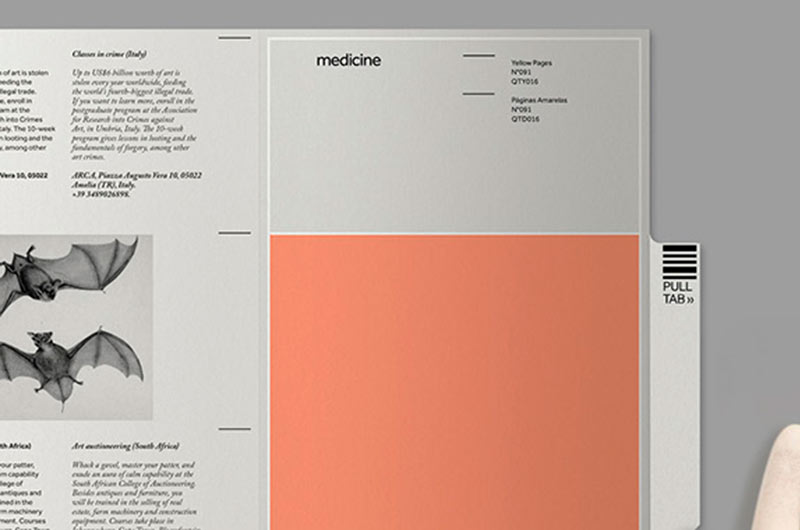 of art is stolen
eeding the
llegal trade.
e, enroll in
am at the
h into Crimes
taly. The 10-week
n looting and the
, among other
Vera 10, 05022
Classes in crime (Italy)
Up to US$6-billion worth of art is
stolen every year worldwide, feeding
the world's fourth-biggest illegal trade.
If you want to learn more, enroll in the
postgraduate program at the Association
for Research into Crimes against
Art, in Umbria, Italy. The 10-week
program gives lessons in looting and the
fundamentals of forgery, among other
art crimes.
ARCA, Piazza Augusto Vera 10, 05022
Amelia (TR), Italy.
+39 3489026898.
medicine
Yellow Pages
Nº091
QTY016
Páginas Amarelas
Nº091
QTD016
PULL
TAB »
th Africa)
your patter,
m capability
llege of
antiques and
ined in the
rm machinery
ment. Courses
Art auctioneering (South Africa)
Whack a gavel, master your patter, and
exude an aura of calm capability at the
South African College of Auctioneering.
Besides antiques and furniture, you
will be trained in the selling of real
estate, farm machinery and construction
equipment. Courses take place in